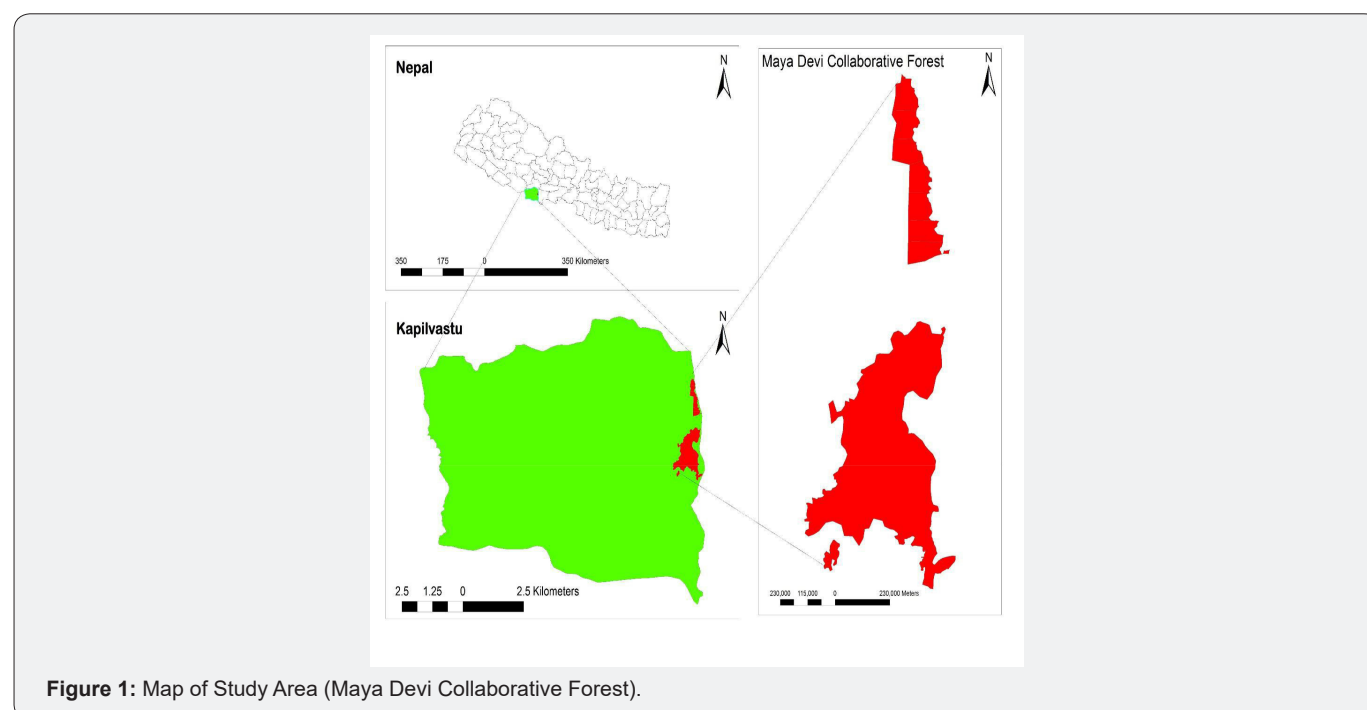 Nepal
N
350 175 0 350 Kilometers
Kapilvastu
N
2.5 1.25 0 2.5 Kilometers
Maya Devi Collaborative Forest
N
230,000 115,000 0 230,000 Meters
Figure 1: Map of Study Area (Maya Devi Collaborative Forest).